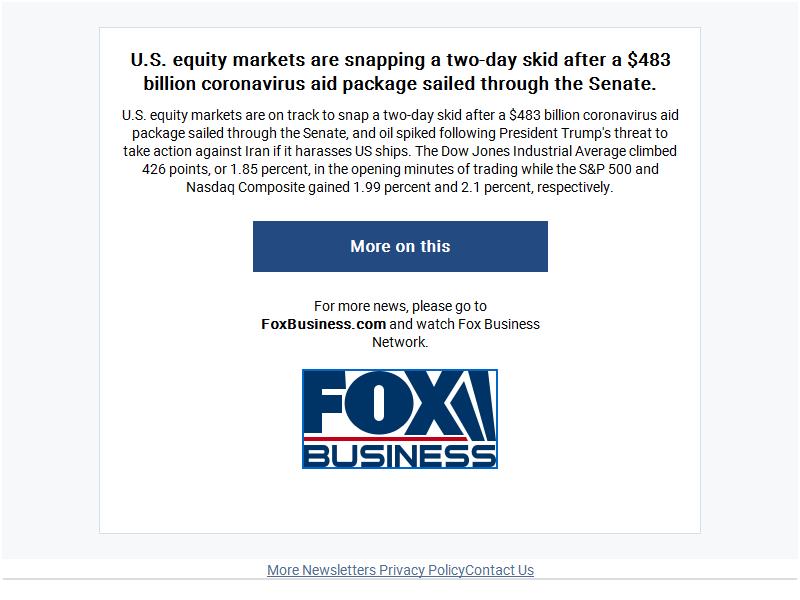 U.S. equity markets are snapping a two-day skid after a $483
billion coronavirus aid package sailed through the Senate.
U.S. equity markets are on track to snap a two-day skid after a $483 billion coronavirus aid
package sailed through the Senate, and oil spiked following President Trump's threat to
take action against Iran if it harasses US ships. The Dow Jones Industrial Average climbed
426 points, or 1.85 percent, in the opening minutes of trading while the S&P 500 and
Nasdaq Composite gained 1.99 percent and 2.1 percent, respectively.
More on this
For more news, please go to
FoxBusiness.com and watch Fox Business
Network.
FOX
BUSINESS
More Newsletters Privacy PolicyContact Us